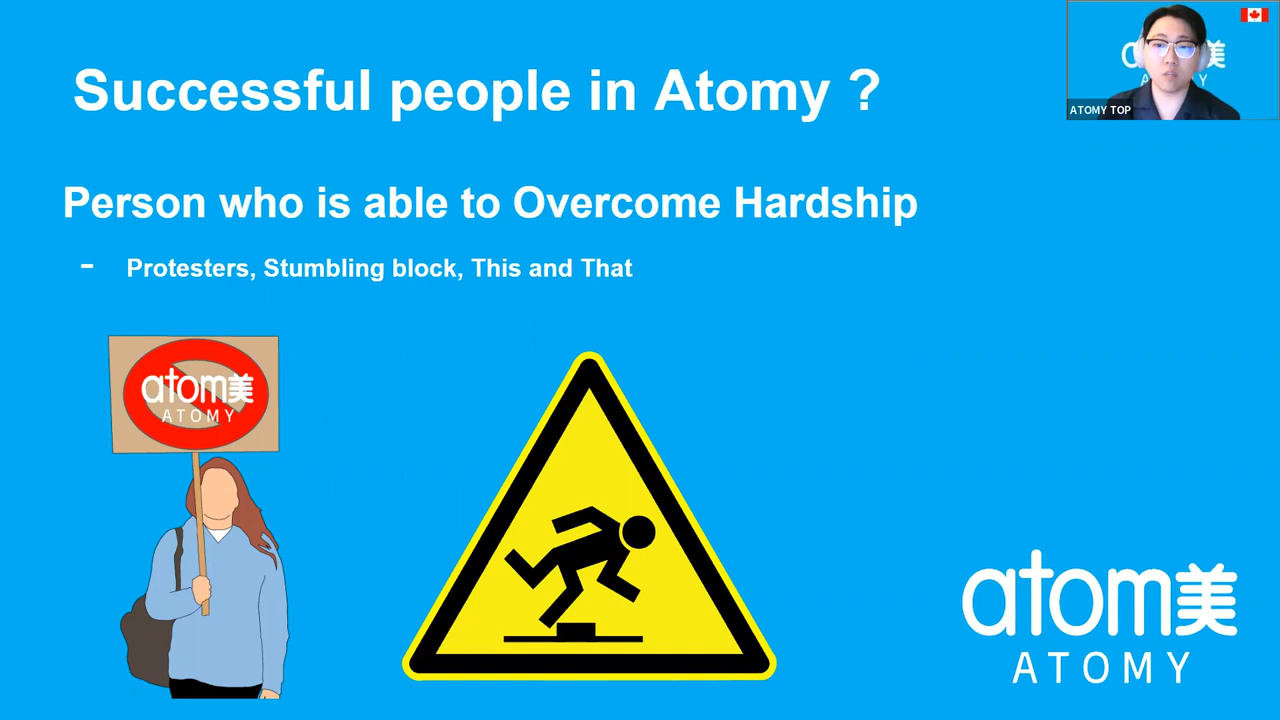 Successful people in Atomy ?
ATOMY TOP
Person who is able to Overcome Hardship
- Protesters, Stumbling block, This and That
atom美
ATOMY
atom美
ATOMY